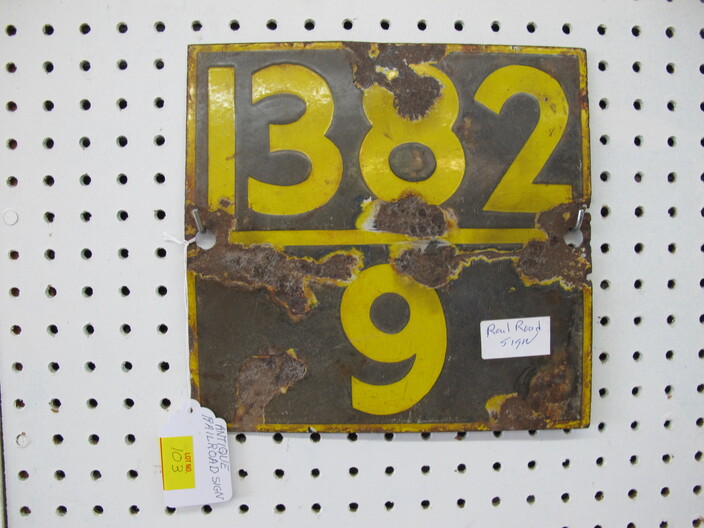 1382
9
Rail Road
Sign
ANTIQUE
RAILROAD SIGN
LOT NO.
103